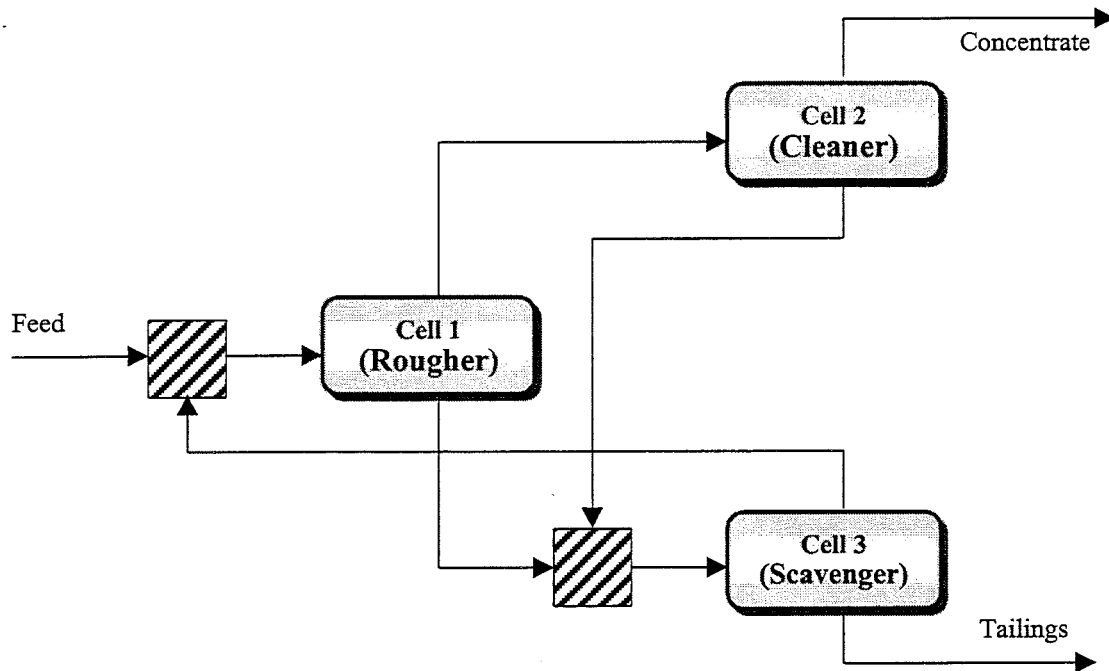 Concentrate
Cell 2
(Cleaner)
Feed
Cell 1
(Rougher)
Cell 3
(Scavenger)
Tailings